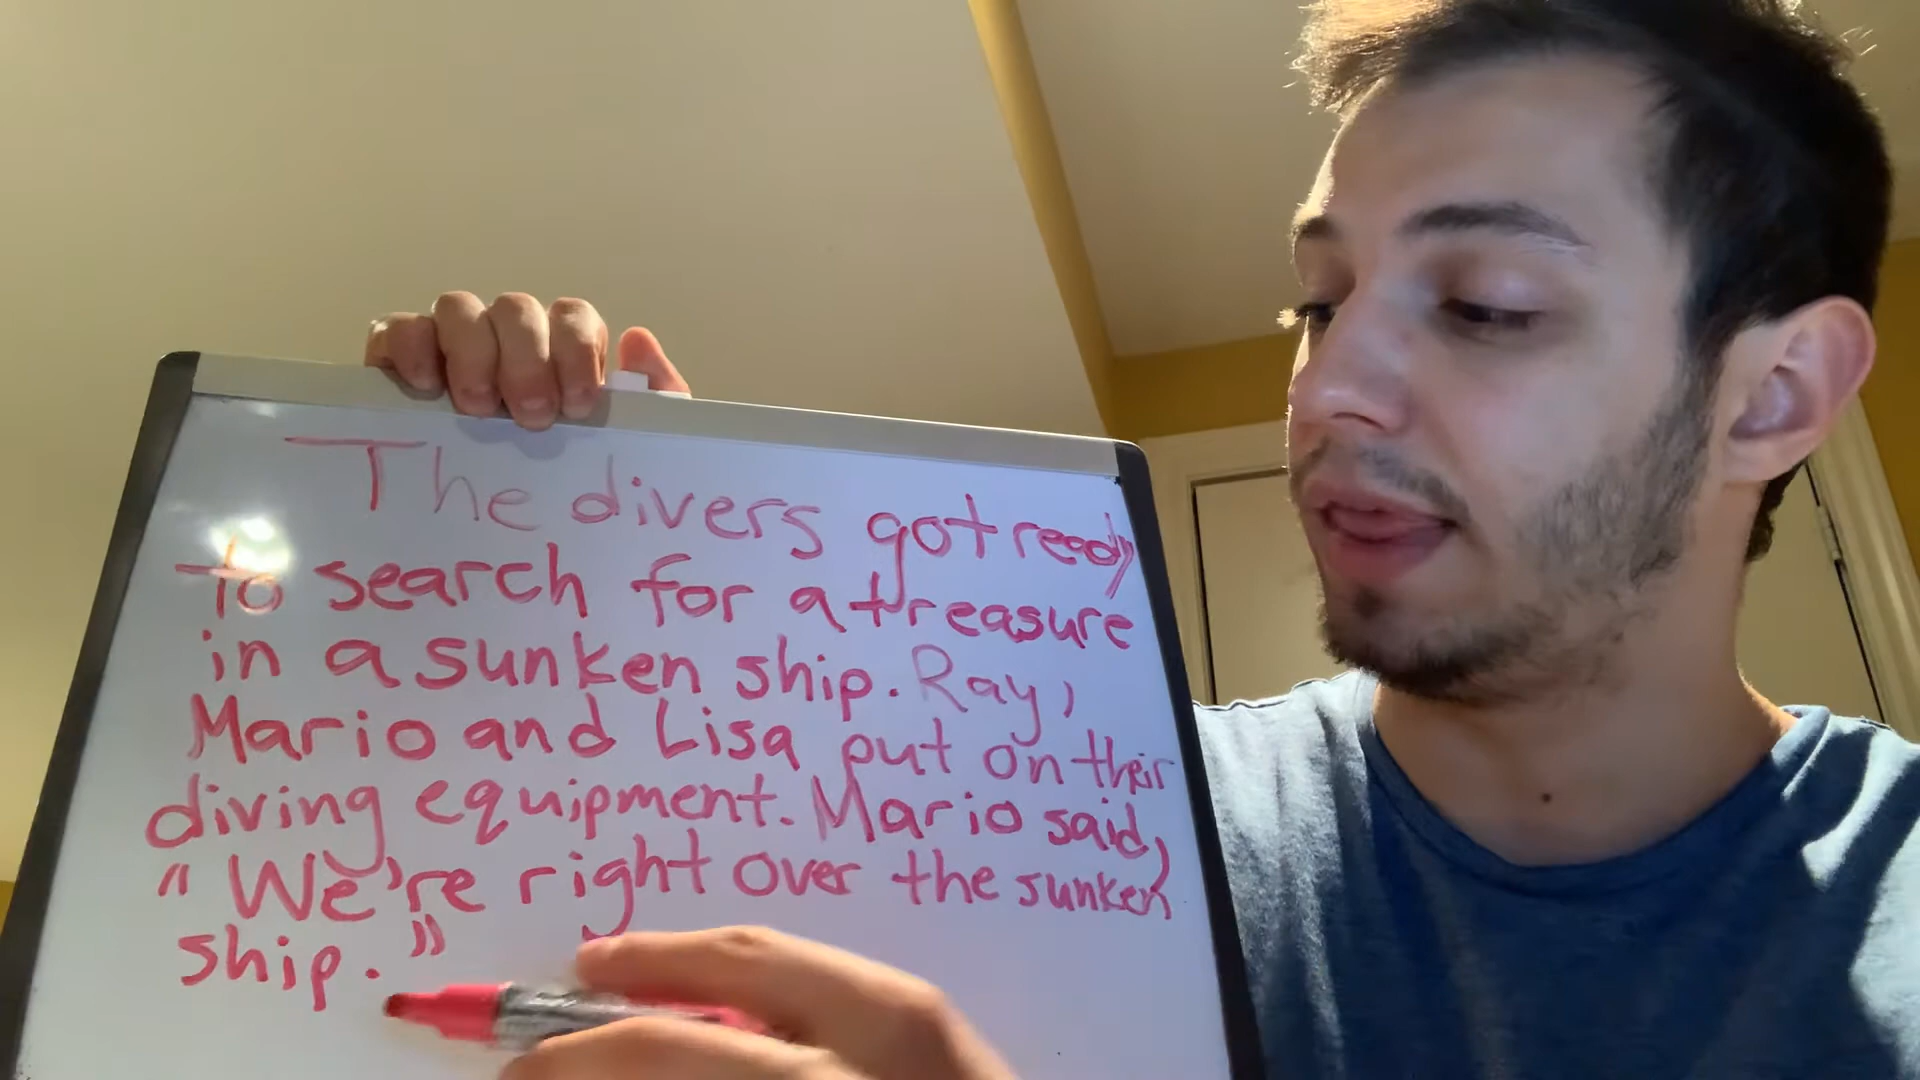 The divers got ready
to search for a treasure
in a sunken ship. Ray,
Mario and Lisa put on their
diving equipment. Mario said,
"We're right over the sunken
ship."